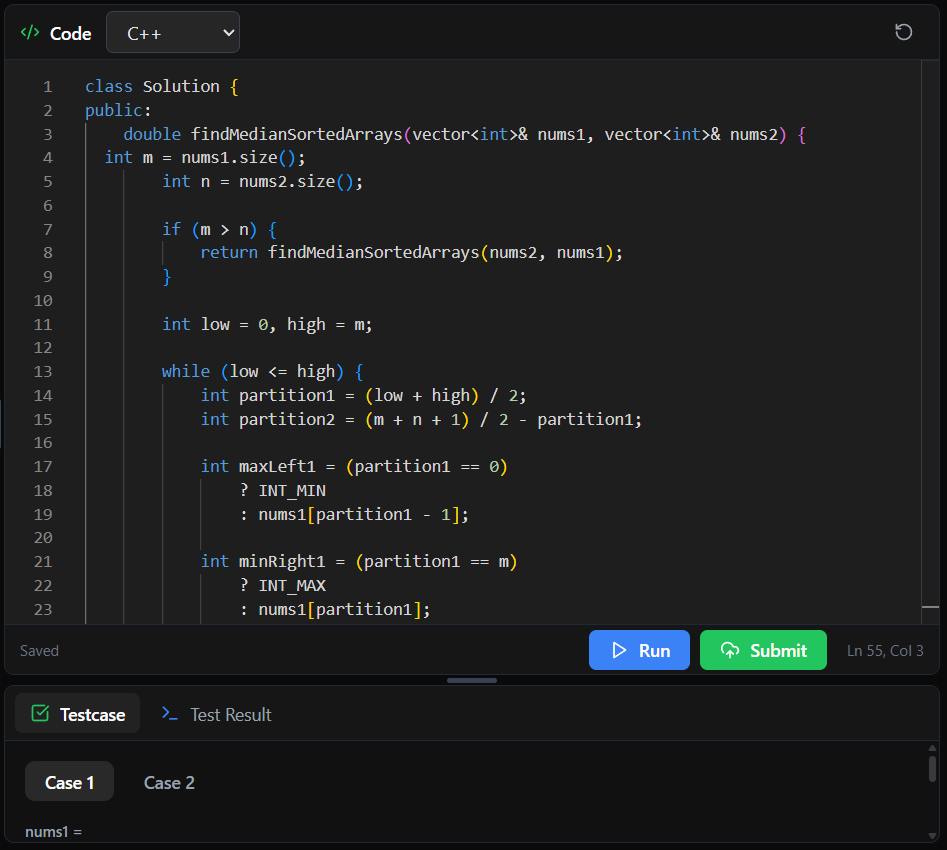 </> Code C++
1 class Solution {
2 public:
3     double findMedianSortedArrays(vector<int>& nums1, vector<int>& nums2) {
4   int m = nums1.size();
5         int n = nums2.size();
6
7         if (m > n) {
8             return findMedianSortedArrays(nums2, nums1);
9         }
10
11         int low = 0, high = m;
12
13         while (low <= high) {
14             int partition1 = (low + high) / 2;
15             int partition2 = (m + n + 1) / 2 - partition1;
16
17             int maxLeft1 = (partition1 == 0)
18                 ? INT_MIN
19                 : nums1[partition1 - 1];
20
21             int minRight1 = (partition1 == m)
22                 ? INT_MAX
23                 : nums1[partition1];
Saved Run Submit Ln 55, Col 3
Testcase >_ Test Result
Case 1 Case 2
nums1 =